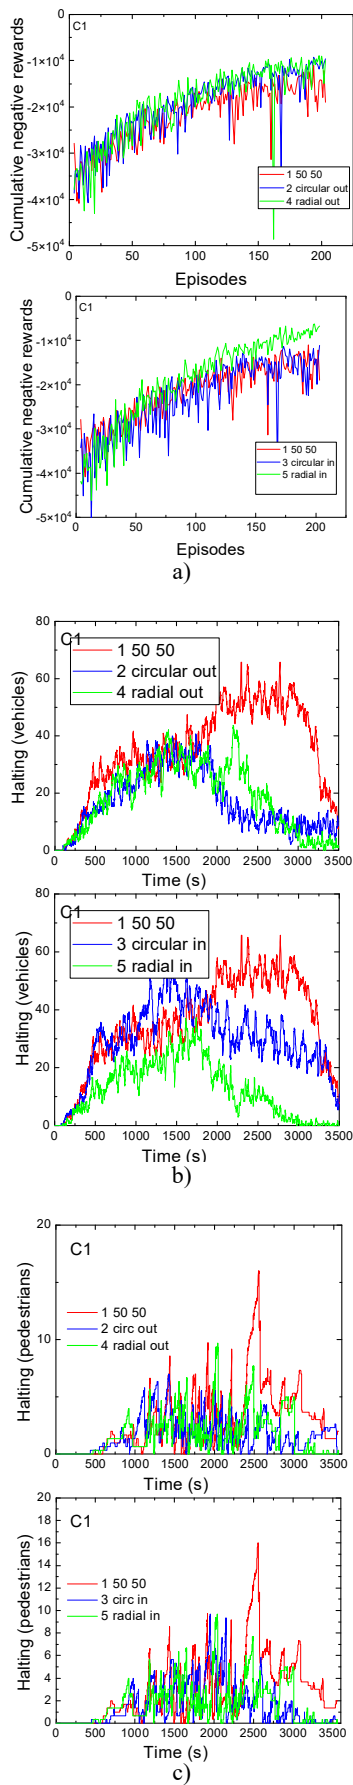 Cumulative negative rewards
0
-1×10⁴
-2×10⁴
-3×10⁴
-4×10⁴
-5×10⁴
C1
1 50 50
2 circular out
4 radial out
0 50 100 150 200
Episodes
Cumulative negative rewards
0
-1×10⁴
-2×10⁴
-3×10⁴
-4×10⁴
-5×10⁴
C1
1 50 50
3 circular in
5 radial in
0 50 100 150 200
Episodes
a)
Halting (vehicles)
80
60
40
20
0
C1
1 50 50
2 circular out
4 radial out
0 500 1000 1500 2000 2500 3000 3500
Time (s)
Halting (vehicles)
80
60
40
20
0
C1
1 50 50
3 circular in
5 radial in
0 500 1000 1500 2000 2500 3000 3500
Time (s)
b)
Halting (pedestrians)
20
10
0
C1
1 50 50
2 circ out
4 radial out
0 500 1000 1500 2000 2500 3000 3500
Time (s)
Halting (pedestrians)
20
18
16
14
12
10
8
6
4
2
0
C1
1 50 50
3 circ in
5 radial in
0 500 1000 1500 2000 2500 3000 3500
Time (s)
c)